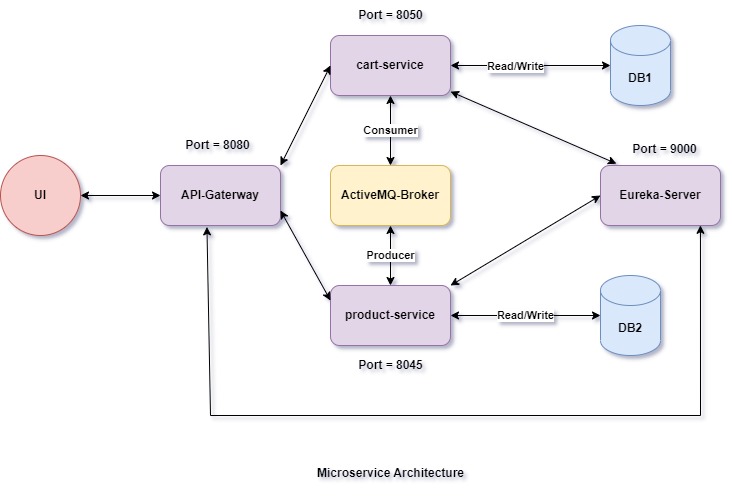 Port = 8050
cart-service
Read/Write
DB1
Consumer
Port = 8080
Port = 9000
UI
API-Gaterway
ActiveMQ-Broker
Eureka-Server
Producer
product-service
Read/Write
DB2
Port = 8045
Microservice Architecture